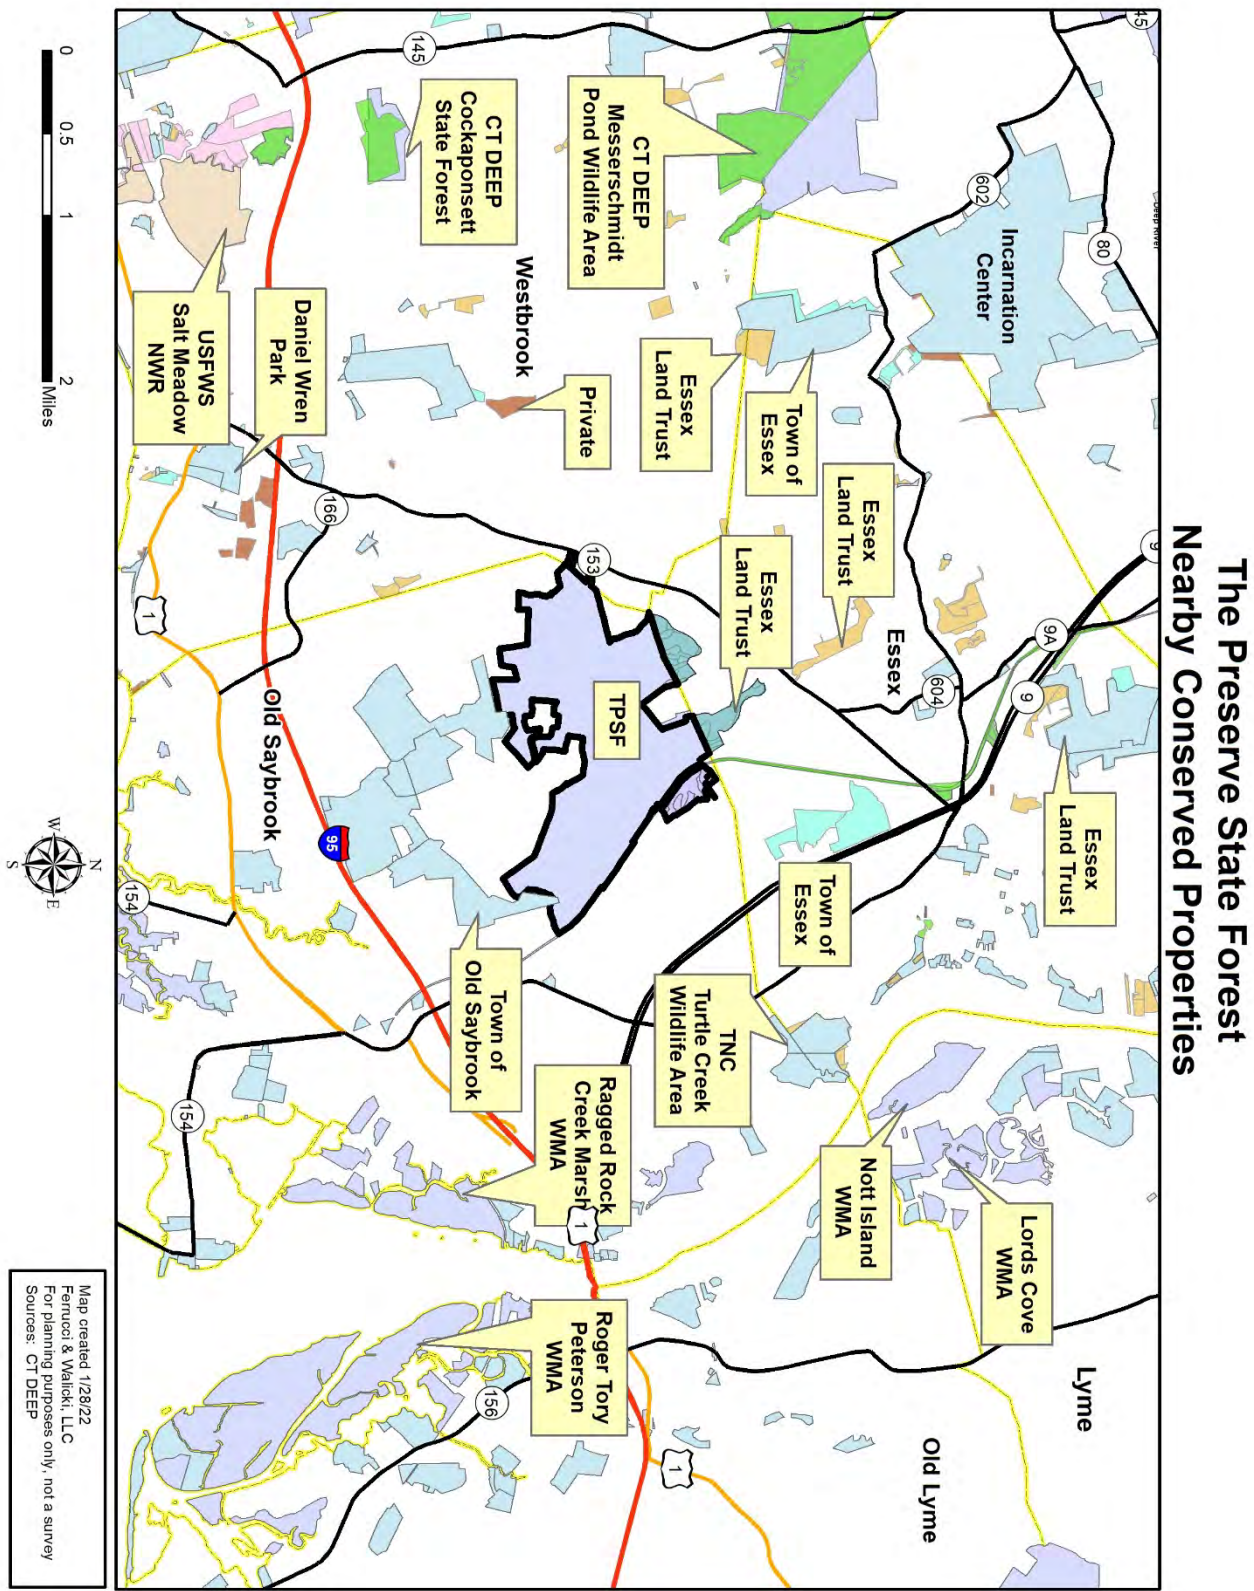 The Preserve State Forest
Nearby Conserved Properties
145
80
Deep River
602
Incarnation
Center
9
9A
9
604
Essex
Land Trust
Lyme
Lords Cove
WMA
Old Lyme
145
CT DEEP
Messerschmidt
Pond Wildlife Area
Town of
Essex
Essex
Land Trust
Essex
Land Trust
Essex
Essex
Land Trust
Town of
Essex
Nott Island
WMA
TNC
Turtle Creek
Wildlife Area
CT DEEP
Cockaponsett
State Forest
Westbrook
Private
153
TPSF
Town of
Old Saybrook
Ragged Rock
Creek Marsh
WMA
1
Roger Tory
Peterson
WMA
1
156
Daniel Wren
Park
166
95
Old Saybrook
USFWS
Salt Meadow
NWR
1
154
154
0
0.5
1
2
Miles
N
W
E
S
Map created 1/28/22
Ferrucci & Walicki, LLC
For planning purposes only, not a survey
Sources: CT DEEP